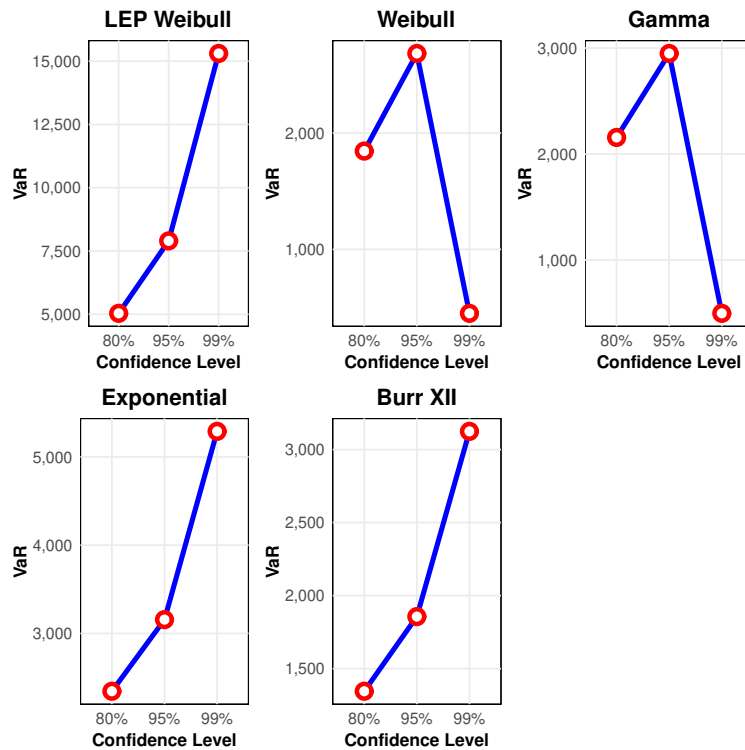 LEP Weibull
Weibull
Gamma
15,000
12,500
10,000
7,500
5,000
VaR
80% 95% 99%
Confidence Level
2,000
1,000
VaR
80% 95% 99%
Confidence Level
3,000
2,000
1,000
VaR
80% 95% 99%
Confidence Level
Exponential
Burr XII
5,000
4,000
3,000
VaR
80% 95% 99%
Confidence Level
3,000
2,500
2,000
1,500
VaR
80% 95% 99%
Confidence Level